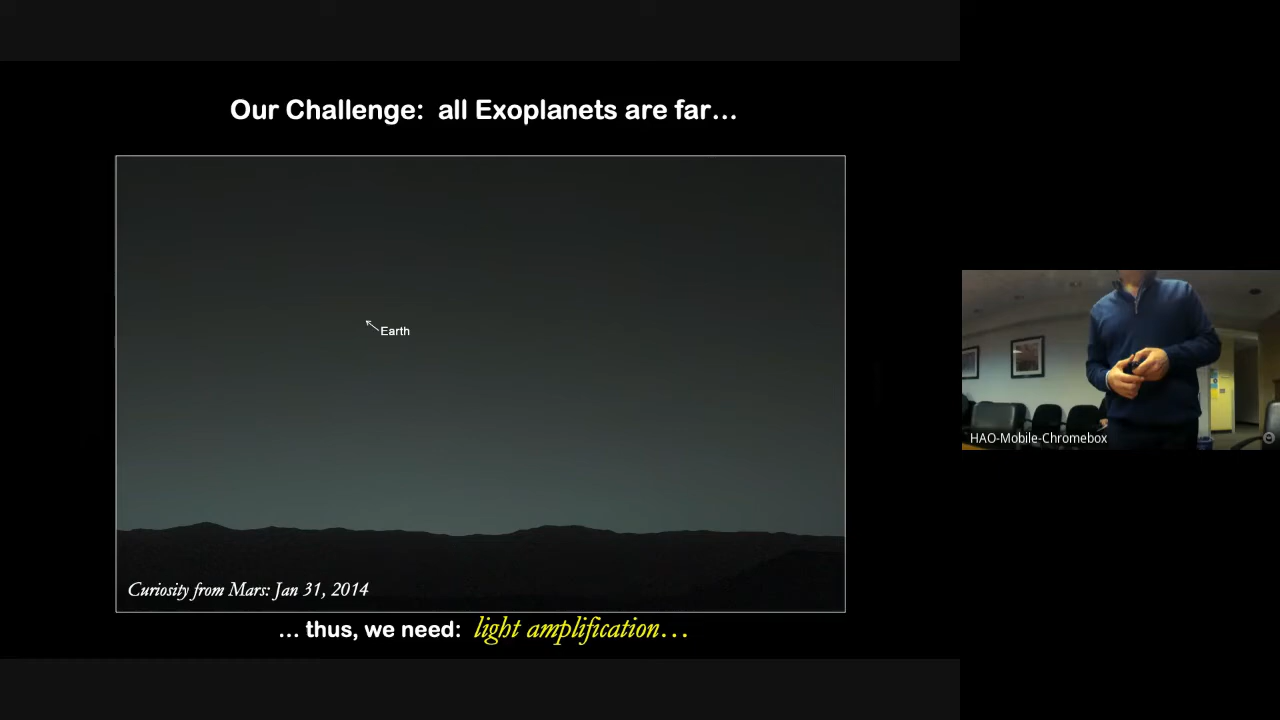 Our Challenge:  all Exoplanets are far...
Earth
Curiosity from Mars: Jan 31, 2014
... thus, we need:  light amplification...
HAO-Mobile-Chromebox